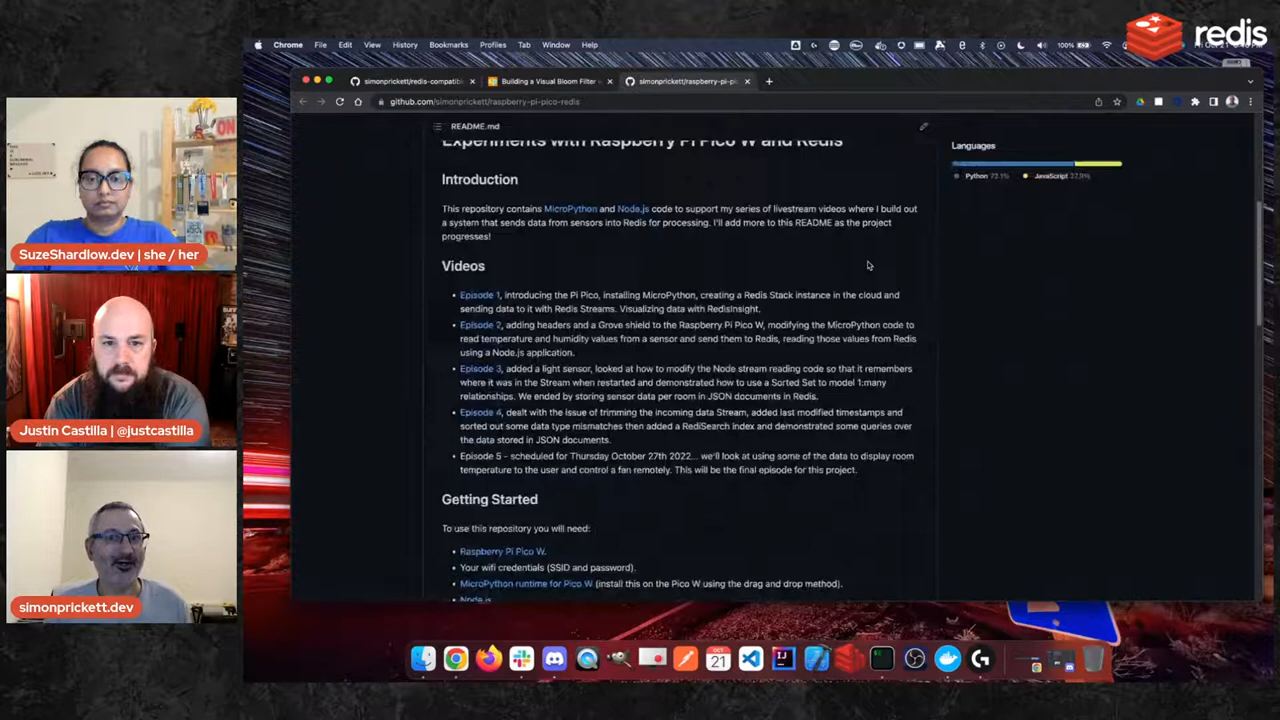 redis
Chrome File Edit View History Bookmarks Profiles Tab Window Help
100%
simonprickett/redis-compatib
Building a Visual Bloom Filter
simonprickett/raspberry-pi-pic
github.com/simonprickett/raspberry-pi-pico-redis
README.md
Experiments with Raspberry Pi Pico W and Redis
Languages
Python 72.1% JavaScript 27.9%
Introduction
This repository contains MicroPython and Node.js code to support my series of livestream videos where I build out
a system that sends data from sensors into Redis for processing. I'll add more to this README as the project
progresses!
Videos
Episode 1, introducing the Pi Pico, installing MicroPython, creating a Redis Stack instance in the cloud and
sending data to it with Redis Streams. Visualizing data with RedisInsight.
Episode 2, adding headers and a Grove shield to the Raspberry Pi Pico W, modifying the MicroPython code to
read temperature and humidity values from a sensor and send them to Redis, reading those values from Redis
using a Node.js application.
Episode 3, added a light sensor, looked at how to modify the Node stream reading code so that it remembers
where it was in the Stream when restarted and demonstrated how to use a Sorted Set to model 1:many
relationships. We ended by storing sensor data per room in JSON documents in Redis.
Episode 4, dealt with the issue of trimming the incoming data Stream, added last modified timestamps and
sorted out some data type mismatches then added a RediSearch index and demonstrated some queries over
the data stored in JSON documents.
Episode 5 - scheduled for Thursday October 27th 2022... we'll look at using some of the data to display room
temperature to the user and control a fan remotely. This will be the final episode for this project.
Getting Started
To use this repository you will need:
Raspberry Pi Pico W.
Your wifi credentials (SSID and password).
MicroPython runtime for Pico W (install this on the Pico W using the drag and drop method).
Node.js
SuzeShardlow.dev | she / her
Justin Castilla | @justcastilla
simonprickett.dev
OCT
21